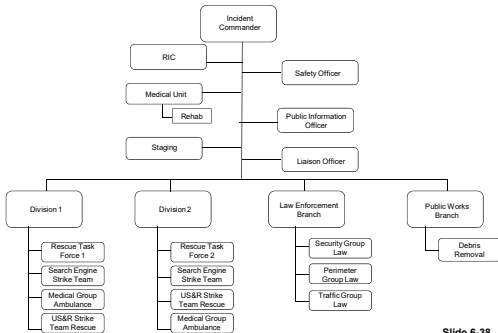 Incident
Commander
RIC
Safety Officer
Medical Unit
Rehab
Public Information
Officer
Staging
Liaison Officer
Division 1
Division 2
Law Enforcement
Branch
Public Works
Branch
Rescue Task
Force 1
Search Engine
Strike Team
Medical Group
Ambulance
US&R Strike
Team Rescue
Rescue Task
Force 2
Search Engine
Strike Team
US&R Strike
Team Rescue
Medical Group
Ambulance
Security Group
Law
Perimeter
Group Law
Traffic Group
Law
Debris
Removal
Slide 6-38